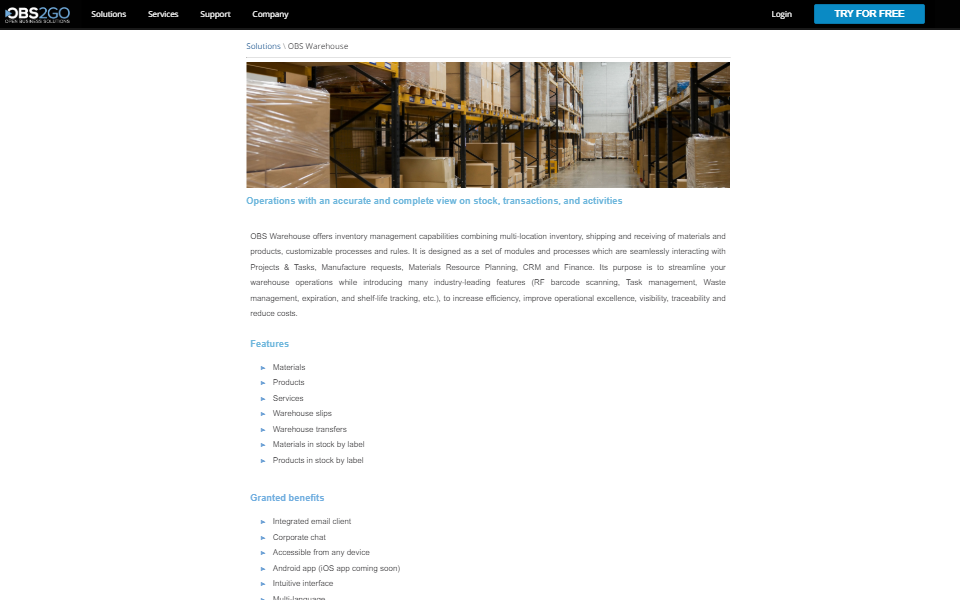 OBS2GO
OPEN BUSINESS SOLUTIONS
Solutions
Services
Support
Company
Login
TRY FOR FREE
Solutions \ OBS Warehouse
Operations with an accurate and complete view on stock, transactions, and activities
OBS Warehouse offers inventory management capabilities combining multi-location inventory, shipping and receiving of materials and
products, customizable processes and rules. It is designed as a set of modules and processes which are seamlessly interacting with
Projects & Tasks, Manufacture requests, Materials Resource Planning, CRM and Finance. Its purpose is to streamline your
warehouse operations while introducing many industry-leading features (RF barcode scanning, Task management, Waste
management, expiration, and shelf-life tracking, etc.), to increase efficiency, improve operational excellence, visibility, traceability and
reduce costs.
Features
Materials
Products
Services
Warehouse slips
Warehouse transfers
Materials in stock by label
Products in stock by label
Granted benefits
Integrated email client
Corporate chat
Accessible from any device
Android app (iOS app coming soon)
Intuitive interface
Multi-language